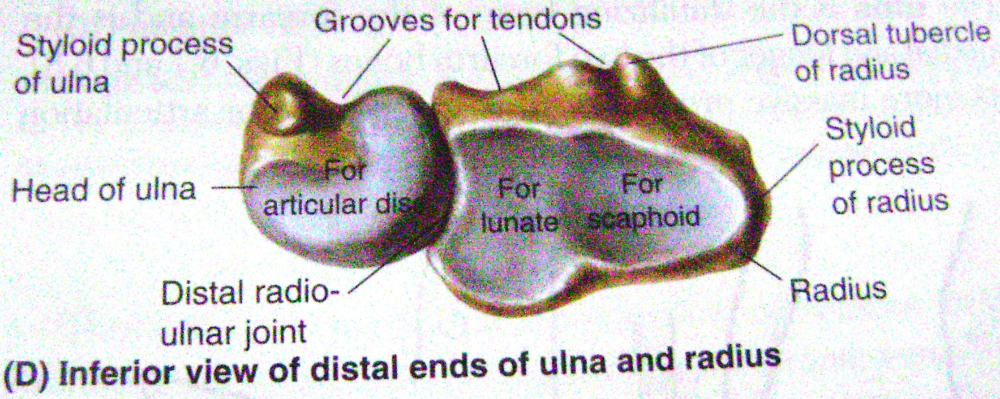 Grooves for tendons
Styloid process
of ulna
Dorsal tubercle
of radius
Styloid
process
of radius
Head of ulna
For
articular dis
For
lunate
For
scaphoid
Radius
Distal radio-
ulnar joint
(D) Inferior view of distal ends of ulna and radius